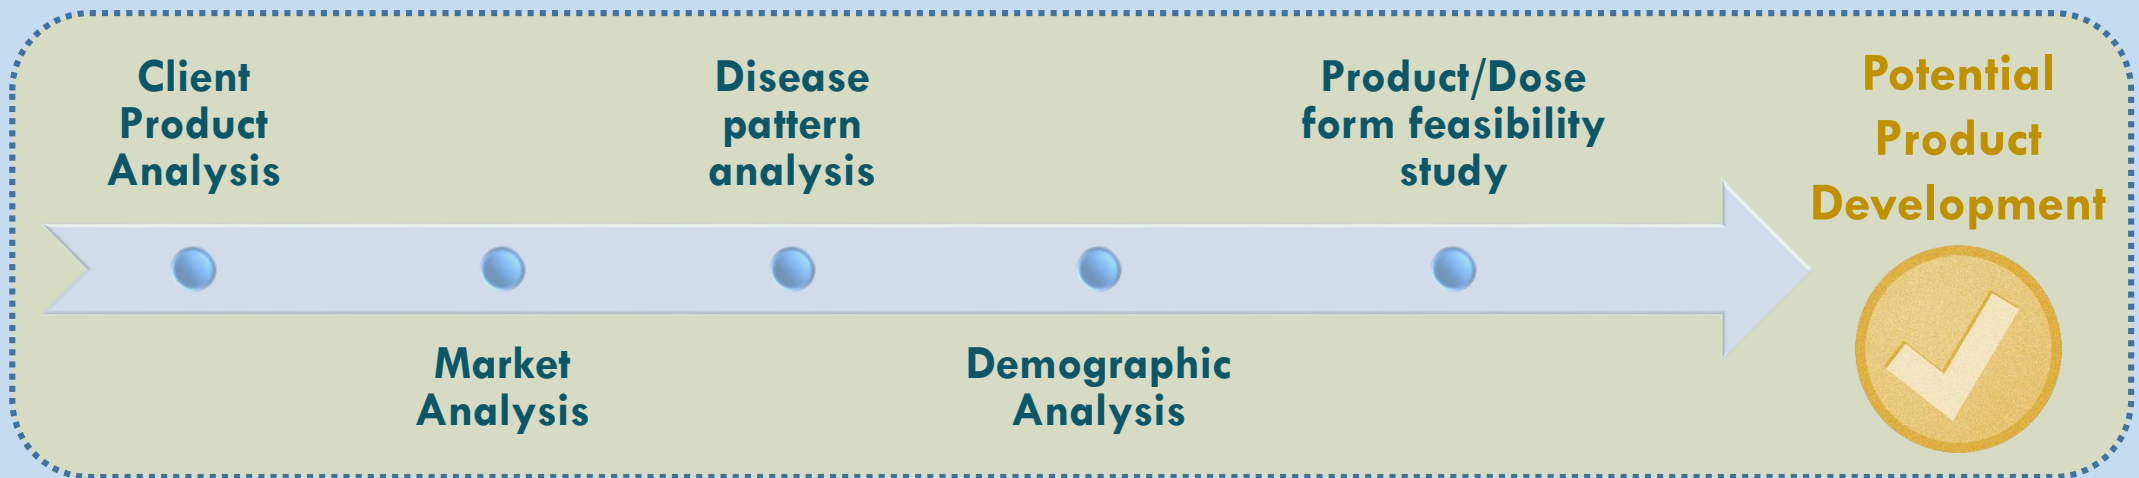 Client
Product
Analysis
Market
Analysis
Disease
pattern
analysis
Demographic
Analysis
Product/Dose
form feasibility
study
Potential
Product
Development